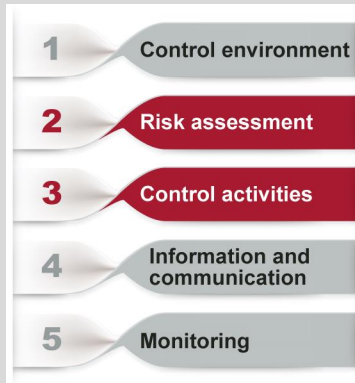 1 Control environment
2 Risk assessment
3 Control activities
4 Information and
communication
5 Monitoring